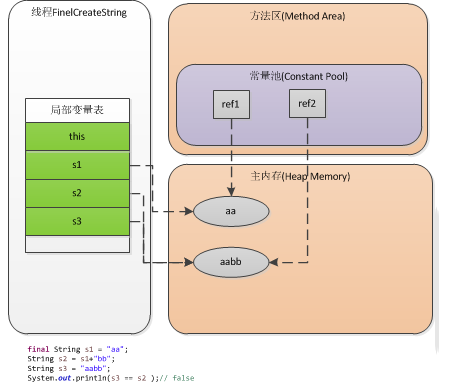 线程FinelCreateString
方法区(Method Area)
常量池(Constant Pool)
ref1
ref2
局部变量表
this
s1
s2
s3
主内存(Heap Memory)
aa
aabb
final String s1 = "aa";
String s2 = s1+"bb";
String s3 = "aabb";
System.out.println(s3 == s2 );// false